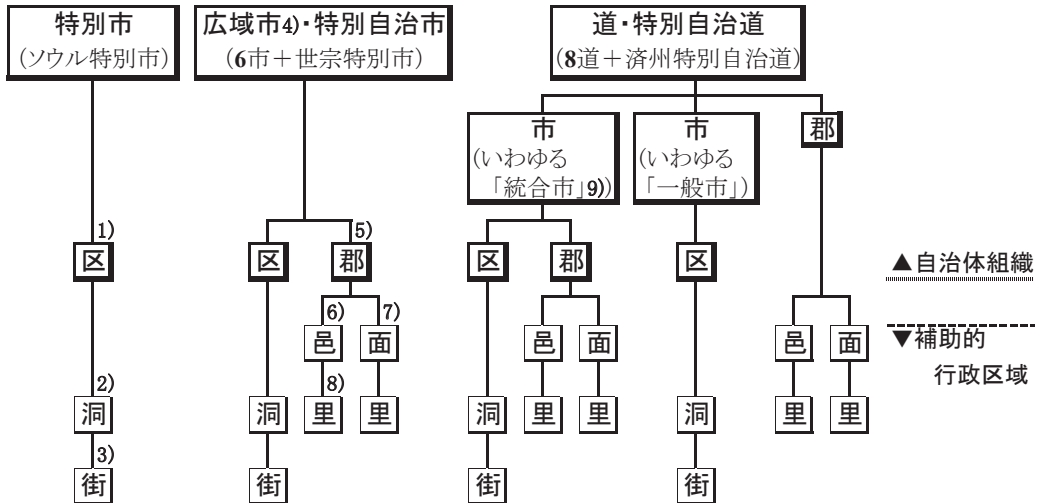 特別市
(ソウル特別市)
広域市4)・特別自治市
(6市＋世宗特別市)
道・特別自治道
(8道＋済州特別自治道)
市
(いわゆる
「統合市」9))
市
(いわゆる
「一般市」)
郡
1)
5)
区
区
郡
区
郡
区
▲自治体組織
6)
7)
邑
面
邑
面
邑
面
▼補助的
行政区域
2)
8)
洞
洞
里
里
洞
里
里
洞
里
里
3)
街
街
街
街